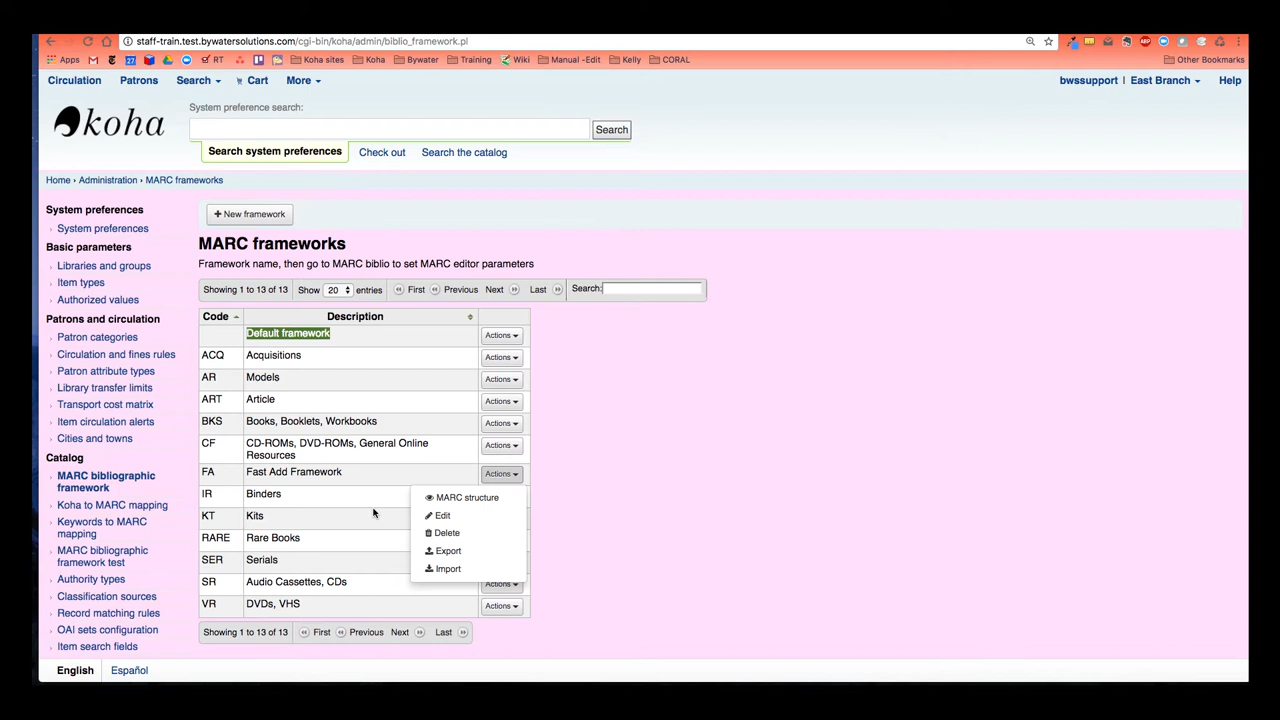 staff-train.test.bywatersolutions.com/cgi-bin/koha/admin/biblio_framework.pl
Apps RT Koha sites Koha Bywater Training Wiki Manual -Edit Kelly CORAL Other Bookmarks
Circulation Patrons Search Cart More bwssupport | East Branch Help
koha
System preference search:
Search
Search system preferences Check out Search the catalog
Home › Administration › MARC frameworks
System preferences
System preferences
Basic parameters
Libraries and groups
Item types
Authorized values
Patrons and circulation
Patron categories
Circulation and fines rules
Patron attribute types
Library transfer limits
Transport cost matrix
Item circulation alerts
Cities and towns
Catalog
MARC bibliographic
framework
Koha to MARC mapping
Keywords to MARC
mapping
MARC bibliographic
framework test
Authority types
Classification sources
Record matching rules
OAI sets configuration
Item search fields
+ New framework
MARC frameworks
Framework name, then go to MARC biblio to set MARC editor parameters
Showing 1 to 13 of 13 Show 20 entries First Previous Next Last Search:
Code Description
Default framework Actions
ACQ Acquisitions Actions
AR Models Actions
ART Article Actions
BKS Books, Booklets, Workbooks Actions
CF CD-ROMs, DVD-ROMs, General Online
Resources Actions
FA Fast Add Framework Actions
IR Binders
KT Kits
RARE Rare Books
SER Serials
SR Audio Cassettes, CDs Actions
VR DVDs, VHS Actions
MARC structure
Edit
Delete
Export
Import
Showing 1 to 13 of 13 First Previous Next Last
English Español